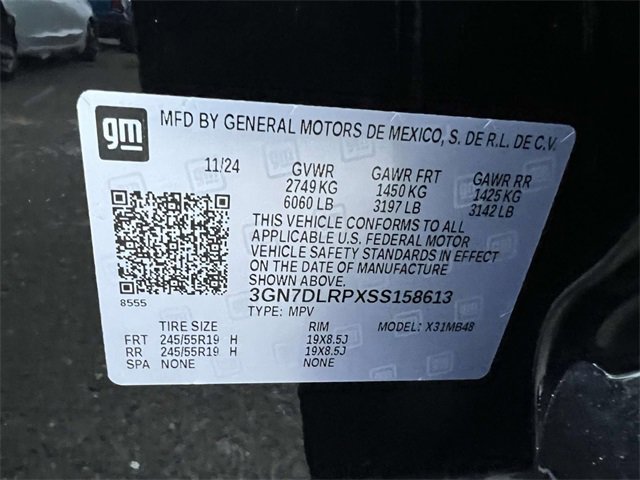 gm MFD BY GENERAL MOTORS DE MEXICO, S. DE R.L. DE C.V.
11/24 GVWR GAWR FRT GAWR RR
2749 KG 1450 KG 1425 KG
6060 LB 3197 LB 3142 LB
THIS VEHICLE CONFORMS TO ALL
APPLICABLE U.S. FEDERAL MOTOR
VEHICLE SAFETY STANDARDS IN EFFECT
ON THE DATE OF MANUFACTURE
SHOWN ABOVE.
8555 3GN7DLRPXSS158613
TYPE: MPV
TIRE SIZE RIM MODEL: X31MB48
FRT 245/55R19 H 19X8.5J
RR 245/55R19 H 19X8.5J
SPA NONE NONE